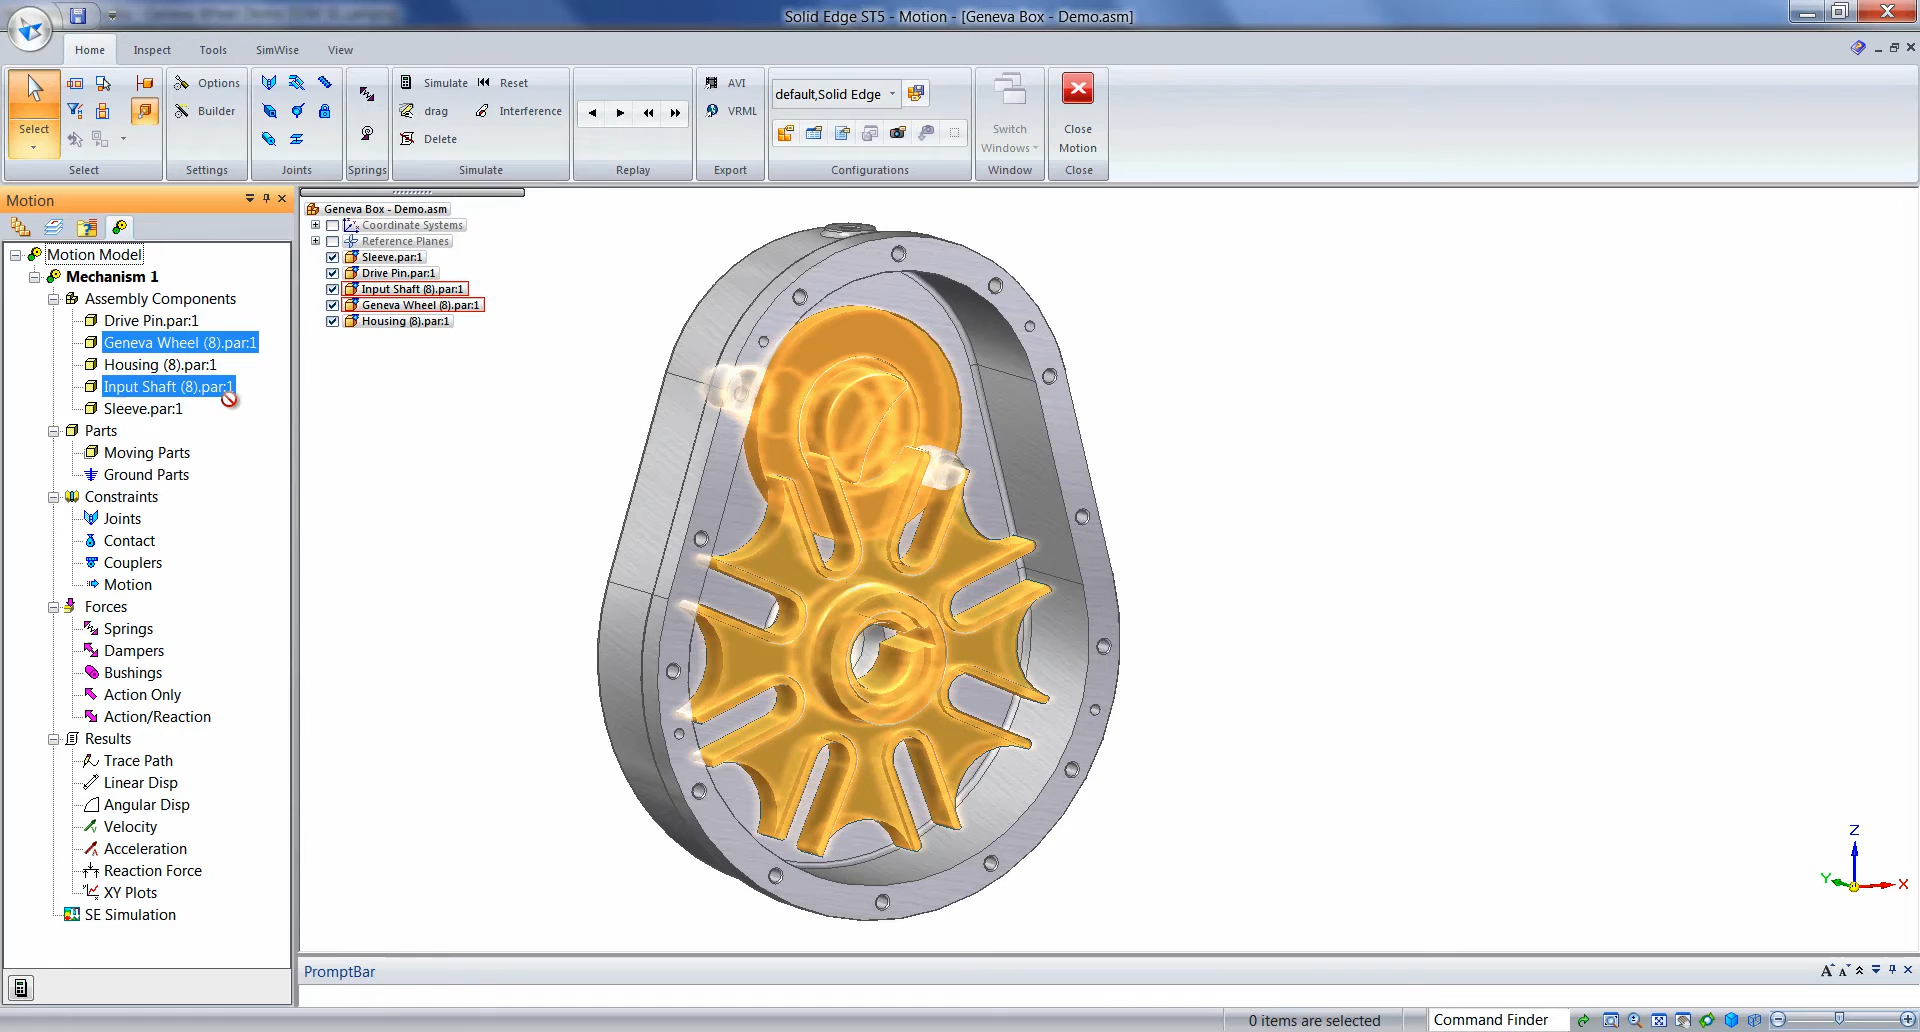 Solid Edge ST5 - Motion - [Geneva Box - Demo.asm]
Home Inspect Tools SimWise View
Select
Select
Options
Builder
Settings
Joints
Springs
Simulate
drag
Delete
Reset
Interference
Simulate
Replay
AVI
VRML
Export
default,Solid Edge
Configurations
Switch
Windows
Window
Close
Motion
Close
Motion
Motion Model
Mechanism 1
Assembly Components
Drive Pin.par:1
Geneva Wheel (8).par:1
Housing (8).par:1
Input Shaft (8).par:1
Sleeve.par:1
Parts
Moving Parts
Ground Parts
Constraints
Joints
Contact
Couplers
Motion
Forces
Springs
Dampers
Bushings
Action Only
Action/Reaction
Results
Trace Path
Linear Disp
Angular Disp
Velocity
Acceleration
Reaction Force
XY Plots
SE Simulation
Geneva Box - Demo.asm
Coordinate Systems
Reference Planes
Sleeve.par:1
Drive Pin.par:1
Input Shaft (8).par:1
Geneva Wheel (8).par:1
Housing (8).par:1
Z
Y
X
PromptBar
0 items are selected
Command Finder